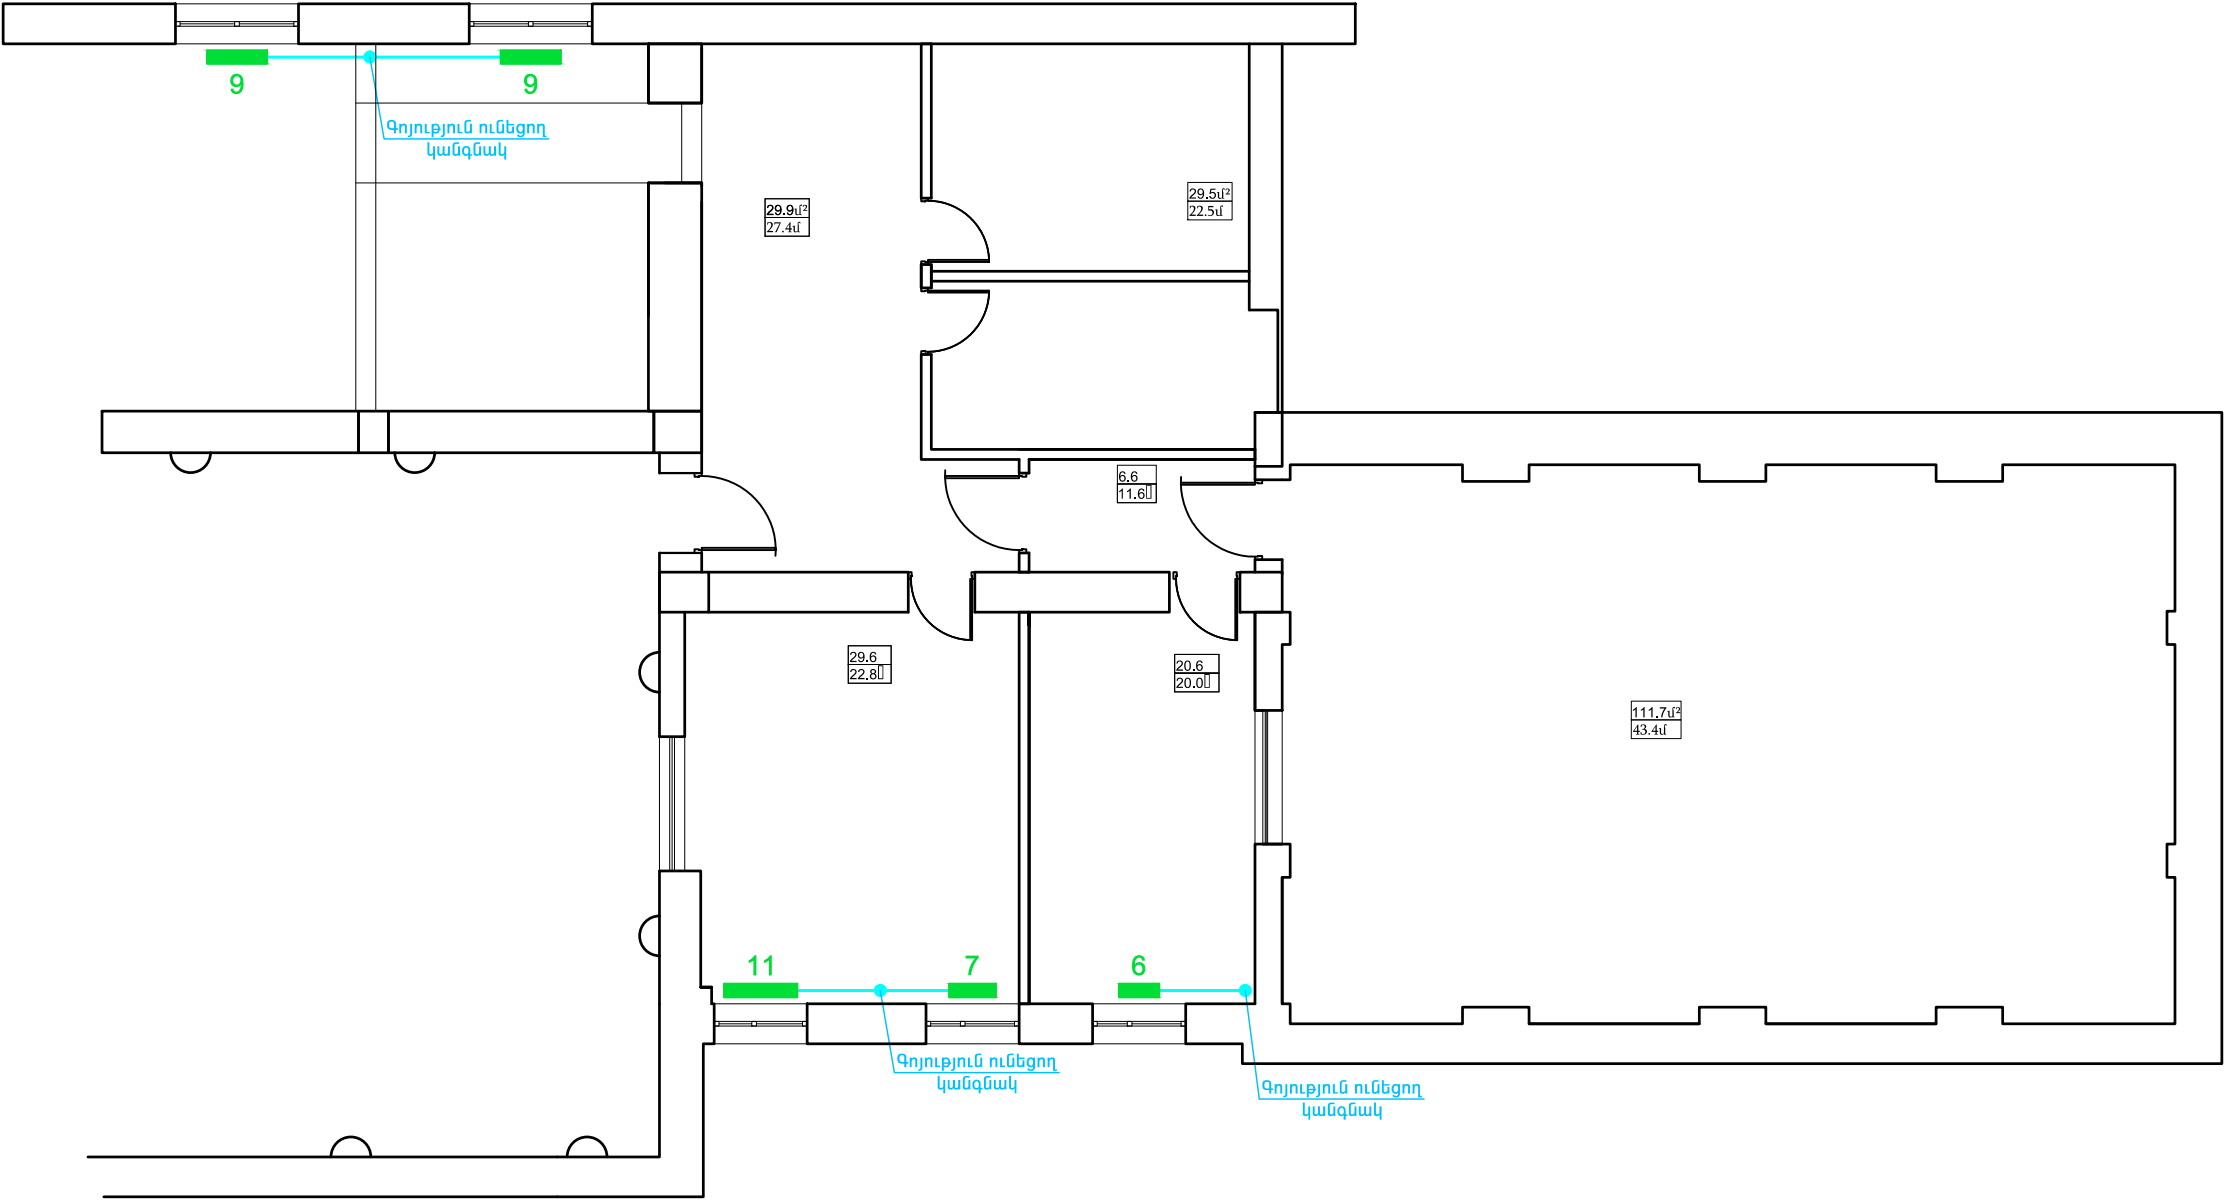 9
9
Գոյություն ունեցող
կանգնակ
29.9մ²
27.4մ
29.5մ²
22.5մ
6.6
11.6▯
29.6
22.8▯
20.6
20.0▯
111.7մ²
43.4մ
11
7
6
Գոյություն ունեցող
կանգնակ
Գոյություն ունեցող
կանգնակ